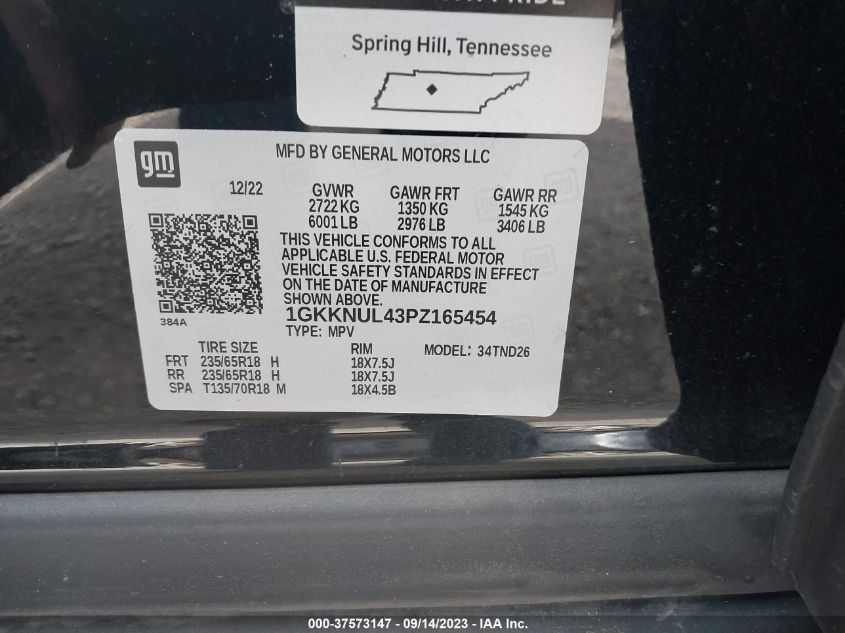 Spring Hill, Tennessee
gm
MFD BY GENERAL MOTORS LLC
12/22 GVWR GAWR FRT GAWR RR
2722 KG 1350 KG 1545 KG
6001 LB 2976 LB 3406 LB
THIS VEHICLE CONFORMS TO ALL
APPLICABLE U.S. FEDERAL MOTOR
VEHICLE SAFETY STANDARDS IN EFFECT
ON THE DATE OF MANUFACTURE
SHOWN ABOVE.
384A
1GKKNUL43PZ165454
TYPE: MPV
TIRE SIZE RIM MODEL: 34TND26
FRT 235/65R18 H 18X7.5J
RR 235/65R18 H 18X7.5J
SPA T135/70R18 M 18X4.5B
000-37573147 - 09/14/2023 - IAA Inc.